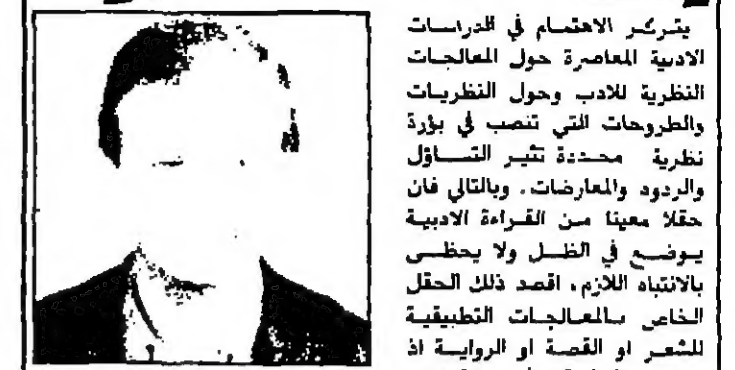 يتركز الاهتمام في الدراسات
الادبية المعاصرة حول المعالجات
النظرية للادب وحول النظريات
والطروحات التي تنصب في بؤرة
نظرية محددة تثير التساؤل
والردود والمعارضات. وبالتالي فان
حقلا معينا من القراءة الادبية
يوضع في الظل ولا يحظى
بالانتباه اللازم، اقصد ذلك الحقل
الخاص بالمعالجات التطبيقية
للشعر او القصة او الرواية اذ